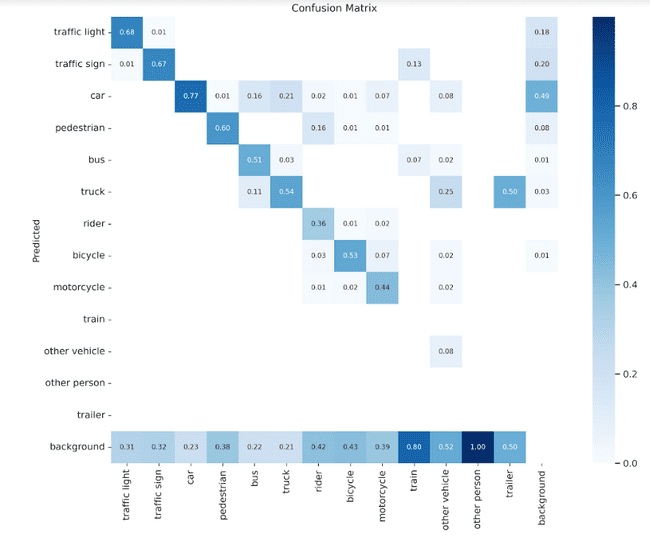 Confusion Matrix
traffic light 0.68 0.01 0.18
traffic sign 0.01 0.67 0.13 0.20
car 0.77 0.01 0.16 0.21 0.02 0.01 0.07 0.08 0.49
0.8
pedestrian 0.60 0.16 0.01 0.01 0.08
bus 0.51 0.03 0.07 0.02 0.01
truck 0.11 0.54 0.25 0.50 0.03
0.6
rider 0.36 0.01 0.02
Predicted
bicycle 0.03 0.53 0.07 0.02 0.01
motorcycle 0.01 0.02 0.44 0.02
0.4
train
other vehicle 0.08
0.2
other person
trailer
background 0.31 0.32 0.23 0.38 0.22 0.21 0.42 0.43 0.39 0.80 0.52 1.00 0.50
0.0
traffic light
traffic sign
car
pedestrian
bus
truck
rider
bicycle
motorcycle
train
other vehicle
other person
trailer
background